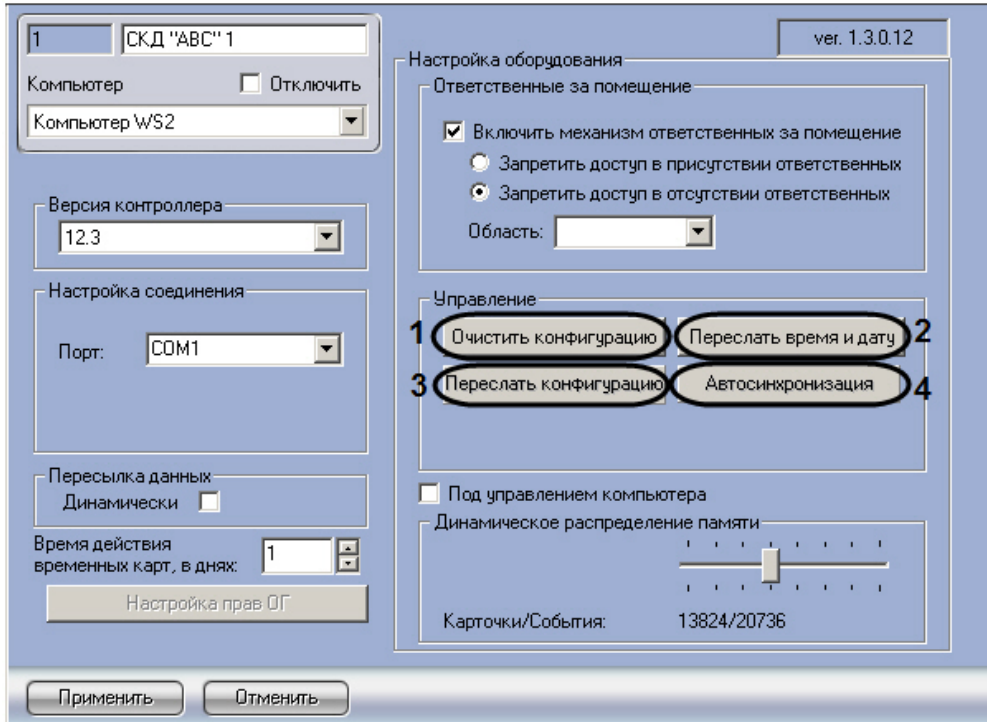 1
СКД "ABC" 1
Компьютер
Отключить
Компьютер WS2
Версия контроллера
12.3
Настройка соединения
Порт:
COM1
Пересылка данных
Динамически
Время действия
временных карт, в днях:
1
Настройка прав ОГ
ver. 1.3.0.12
Настройка оборудования
Ответственные за помещение
Включить механизм ответственных за помещение
Запретить доступ в присутствии ответственных
Запретить доступ в отсутствии ответственных
Область:
Управление
1 Очистить конфигурацию
Переслать время и дату 2
3 Переслать конфигурацию
Автосинхронизация 4
Под управлением компьютера
Динамическое распределение памяти
Карточки/События:
13824/20736
Применить
Отменить